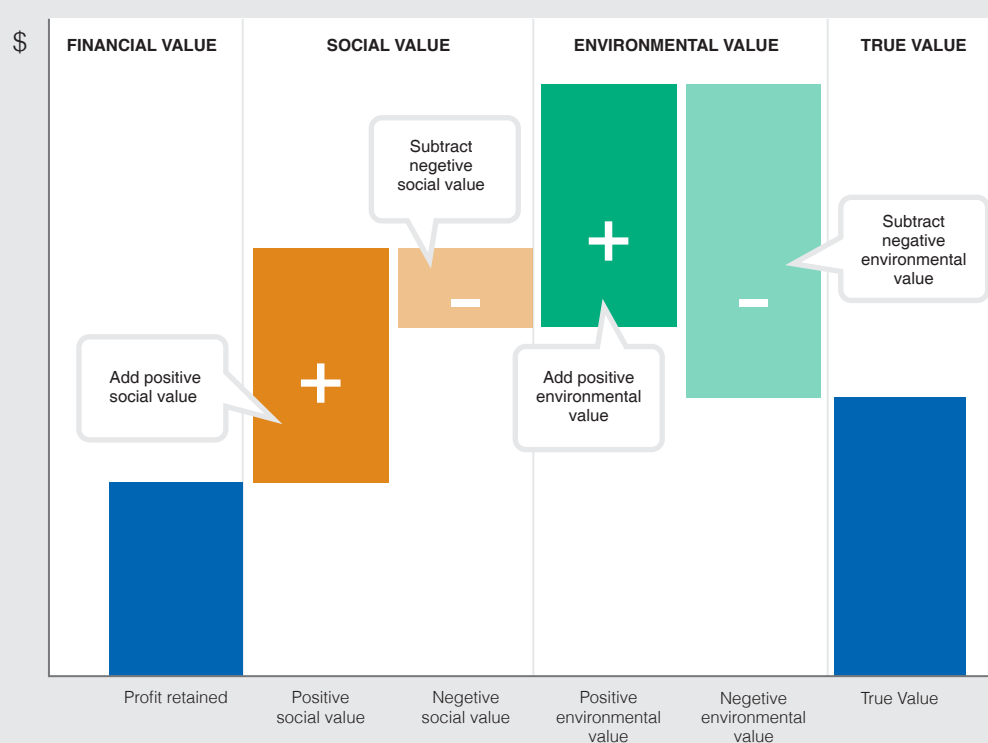 $
FINANCIAL VALUE
SOCIAL VALUE
ENVIRONMENTAL VALUE
TRUE VALUE
Subtract
negetive
social value
Subtract
negative
environmental
value
+
+
−
−
Add positive
social value
Add positive
environmental
value
Profit retained
Positive
social value
Negetive
social value
Positive
environmental
value
Negetive
environmental
value
True Value